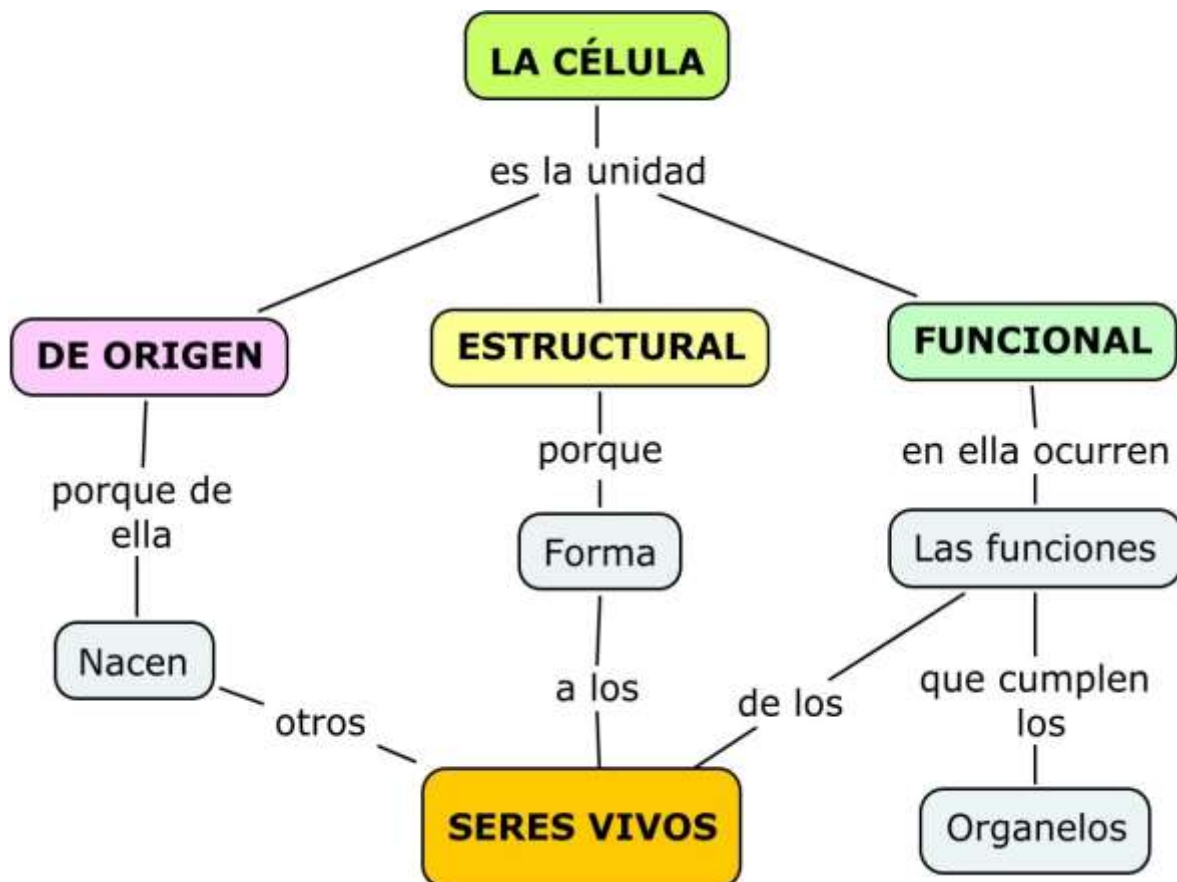 LA CÉLULA
es la unidad
DE ORIGEN
ESTRUCTURAL
FUNCIONAL
porque de
ella
porque
en ella ocurren
Nacen
Forma
Las funciones
otros
a los
de los
que cumplen
los
SERES VIVOS
Organelos